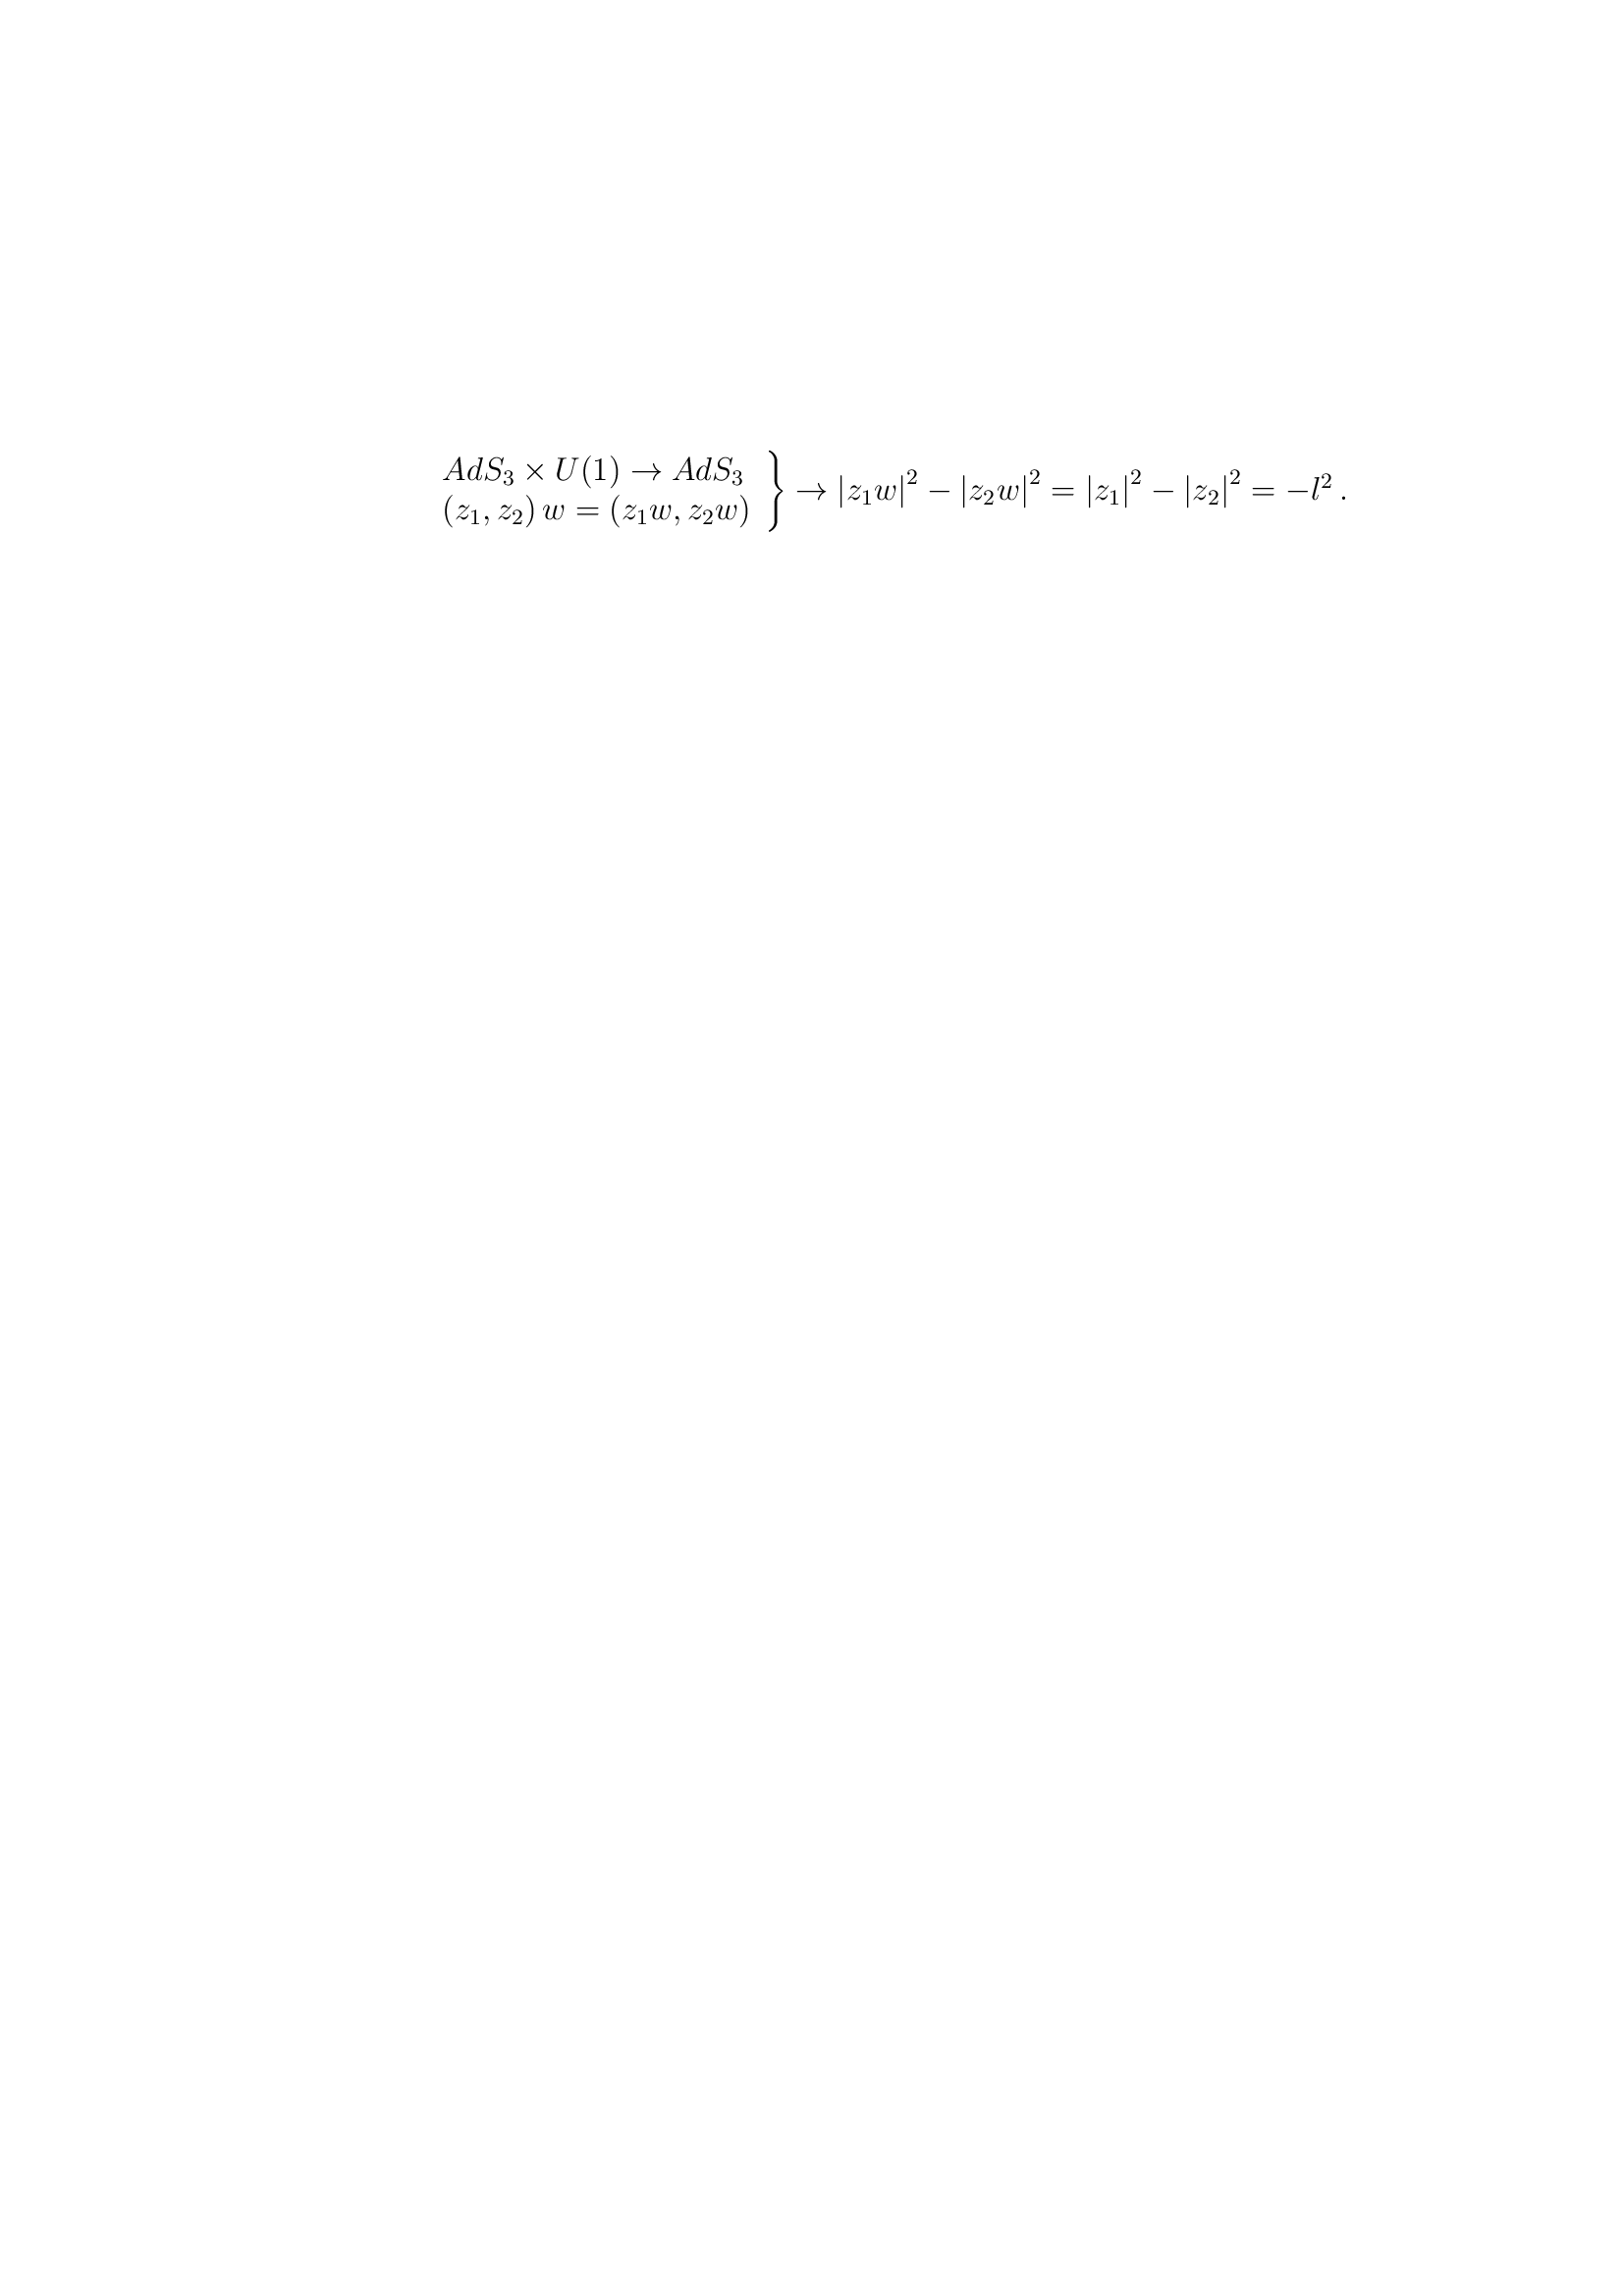 \left. \begin{array}{l} AdS_3 \times U(1) \rightarrow AdS_3 \\ (z_1, z_2)\, w = (z_1 w, z_2 w) \end{array} \right\} \rightarrow |z_1 w|^2 - |z_2 w|^2 = |z_1|^2 - |z_2|^2 = -l^2 \, .